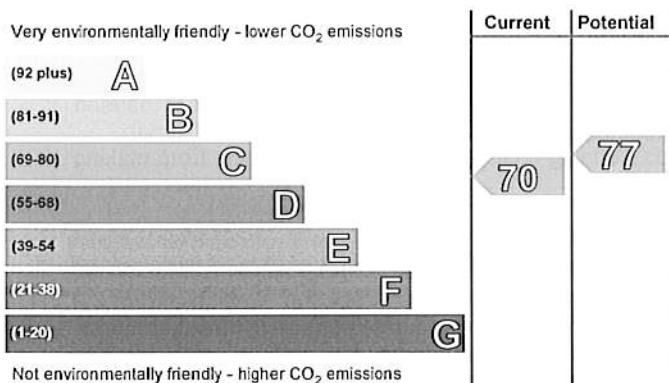 Current Potential
Very environmentally friendly - lower CO2 emissions
(92 plus) A
(81-91) B
(69-80) C
(55-68) D
(39-54 E
(21-38) F
(1-20) G
70
77
Not environmentally friendly - higher CO2 emissions